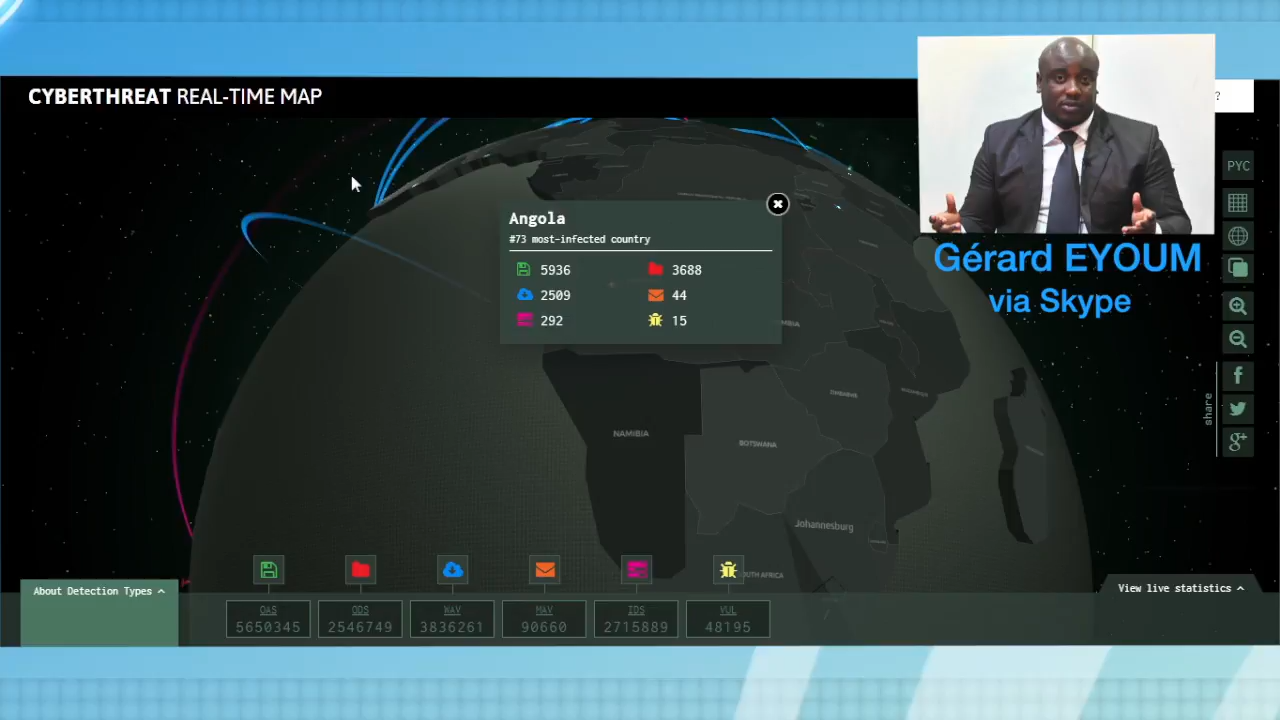 CYBERTHREAT REAL-TIME MAP
?
PYC
Angola
#73 most-infected country
5936
3688
2509
44
292
15
Gérard EYOUM
via Skype
share
NAMIBIA
BOTSWANA
ZIMBABWE
Johannesburg
About Detection Types
View live statistics
OAS
5650345
ODS
2546749
WAV
3836261
MAV
90660
IDS
2715889
VUL
48195